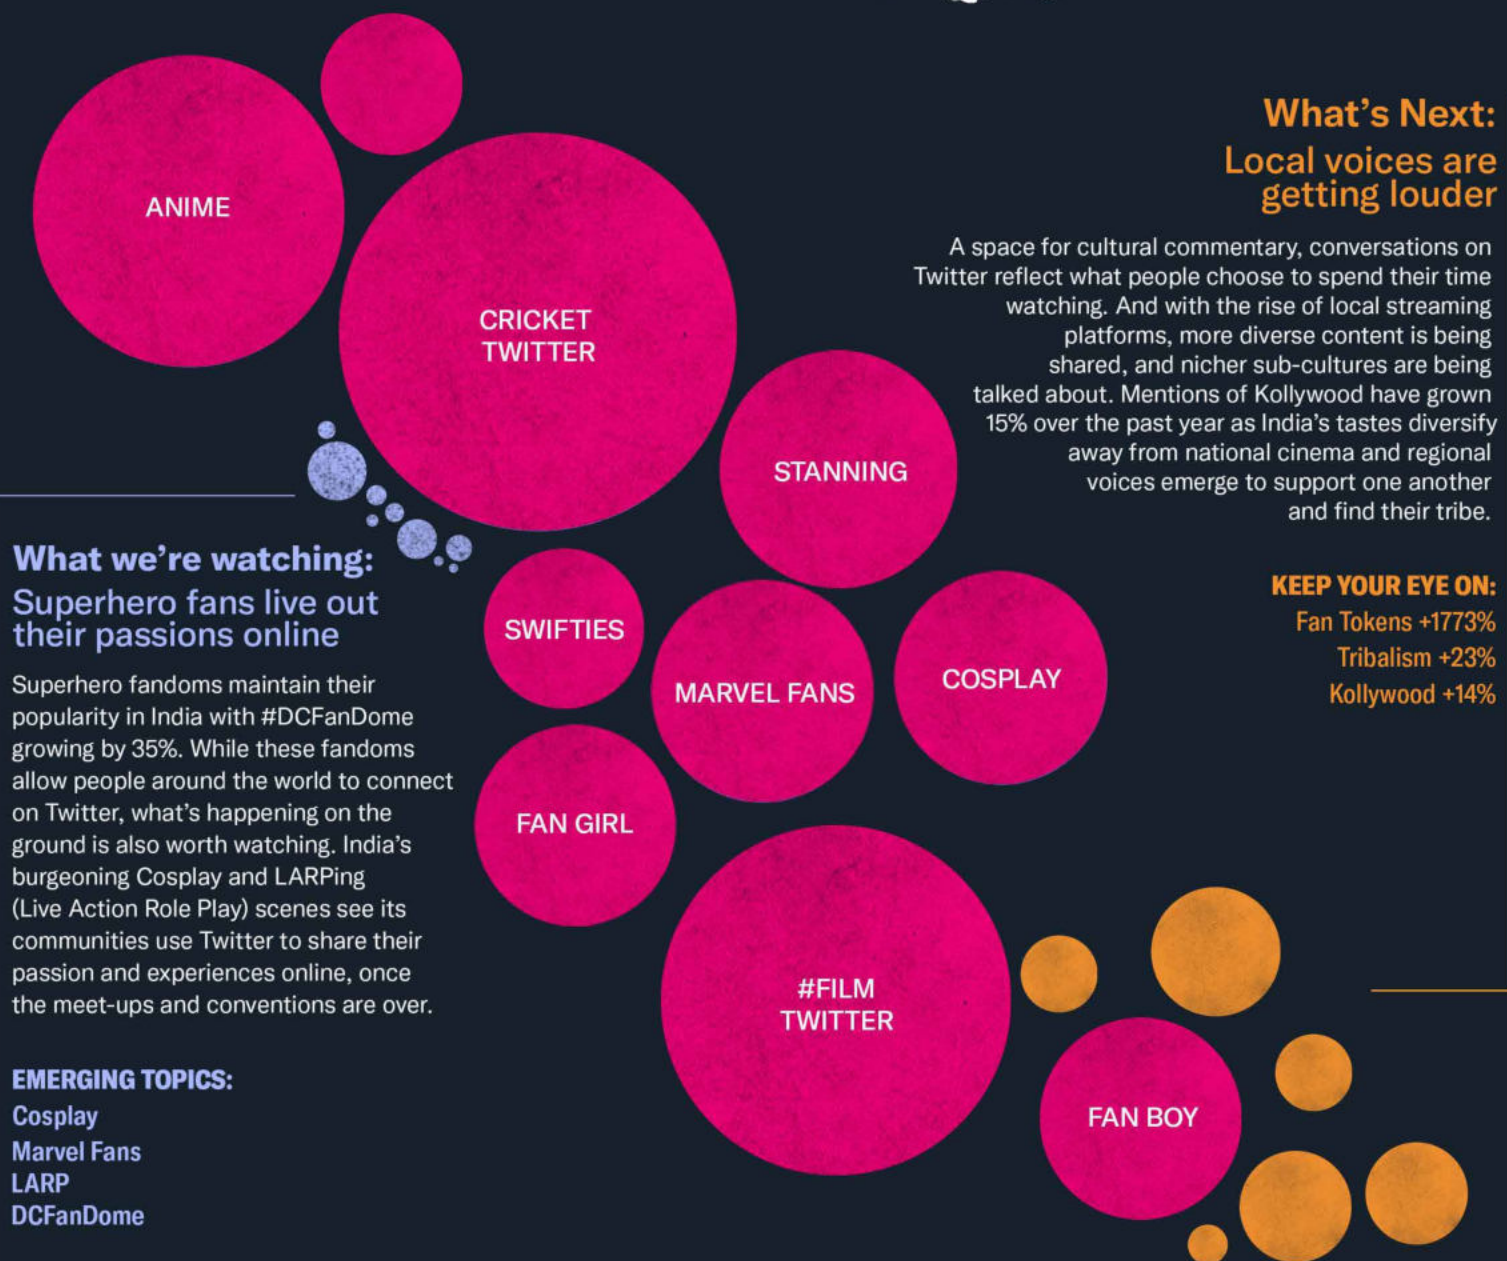 ANIME
CRICKET
TWITTER
STANNING
SWIFTIES
MARVEL FANS
COSPLAY
FAN GIRL
#FILM
TWITTER
FAN BOY
What we're watching:
Superhero fans live out
their passions online
Superhero fandoms maintain their
popularity in India with #DCFanDome
growing by 35%. While these fandoms
allow people around the world to connect
on Twitter, what's happening on the
ground is also worth watching. India's
burgeoning Cosplay and LARPing
(Live Action Role Play) scenes see its
communities use Twitter to share their
passion and experiences online, once
the meet-ups and conventions are over.
EMERGING TOPICS:
Cosplay
Marvel Fans
LARP
DCFanDome
What's Next:
Local voices are
getting louder
A space for cultural commentary, conversations on
Twitter reflect what people choose to spend their time
watching. And with the rise of local streaming
platforms, more diverse content is being
shared, and nicher sub-cultures are being
talked about. Mentions of Kollywood have grown
15% over the past year as India's tastes diversify
away from national cinema and regional
voices emerge to support one another
and find their tribe.
KEEP YOUR EYE ON:
Fan Tokens +1773%
Tribalism +23%
Kollywood +14%